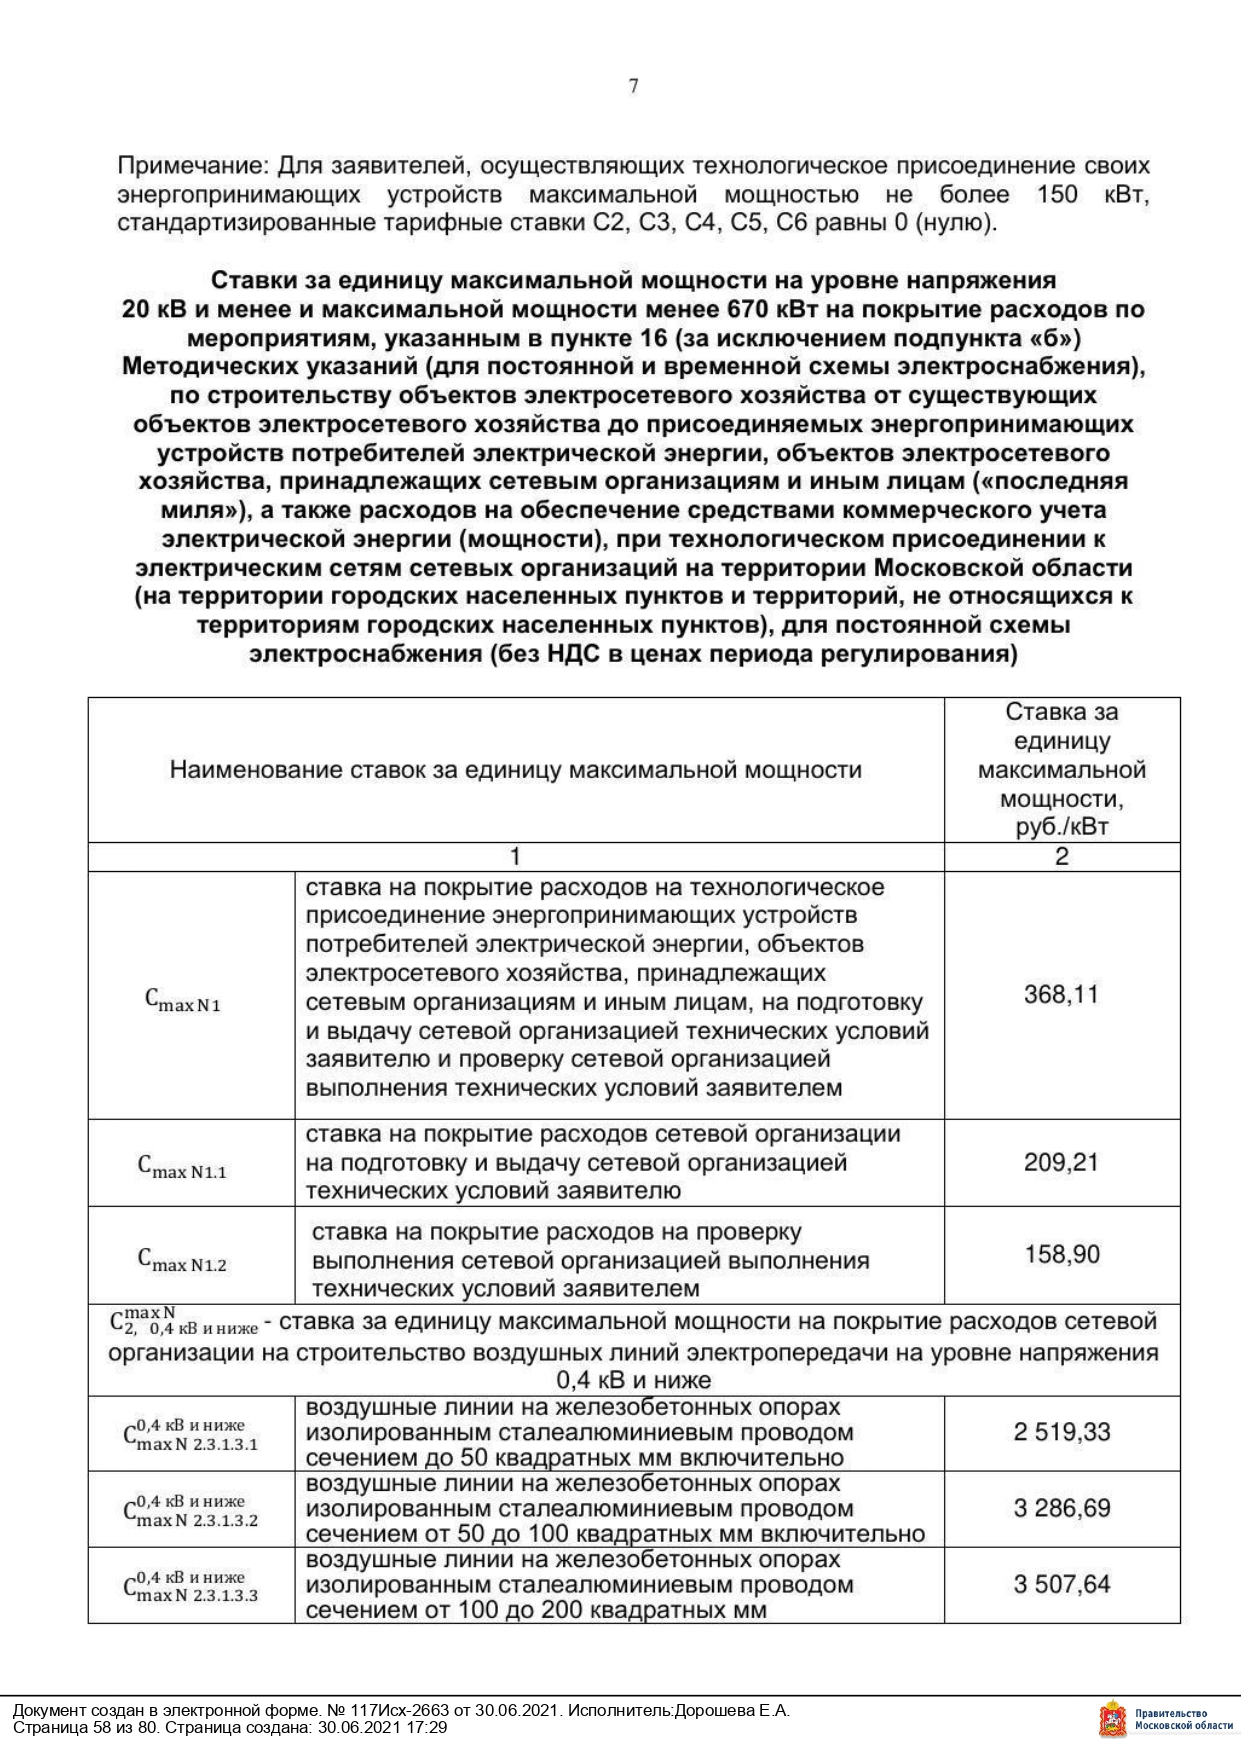 7
Примечание: Для заявителей, осуществляющих технологическое присоединение своих
энергопринимающих устройств максимальной мощностью не более 150 кВт,
стандартизированные тарифные ставки С2, С3, С4, С5, С6 равны 0 (нулю).
Ставки за единицу максимальной мощности на уровне напряжения
20 кВ и менее и максимальной мощности менее 670 кВт на покрытие расходов по
мероприятиям, указанным в пункте 16 (за исключением подпункта «б»)
Методических указаний (для постоянной и временной схемы электроснабжения),
по строительству объектов электросетевого хозяйства от существующих
объектов электросетевого хозяйства до присоединяемых энергопринимающих
устройств потребителей электрической энергии, объектов электросетевого
хозяйства, принадлежащих сетевым организациям и иным лицам («последняя
миля»), а также расходов на обеспечение средствами коммерческого учета
электрической энергии (мощности), при технологическом присоединении к
электрическим сетям сетевых организаций на территории Московской области
(на территории городских населенных пунктов и территорий, не относящихся к
территориям городских населенных пунктов), для постоянной схемы
электроснабжения (без НДС в ценах периода регулирования)
Наименование ставок за единицу максимальной мощности
Ставка за
единицу
максимальной
мощности,
руб./кВт
1
2
C max N1
ставка на покрытие расходов на технологическое
присоединение энергопринимающих устройств
потребителей электрической энергии, объектов
электросетевого хозяйства, принадлежащих
сетевым организациям и иным лицам, на подготовку
и выдачу сетевой организацией технических условий
заявителю и проверку сетевой организацией
выполнения технических условий заявителем
368,11
C max N1.1
ставка на покрытие расходов сетевой организации
на подготовку и выдачу сетевой организацией
технических условий заявителю
209,21
C max N1.2
ставка на покрытие расходов на проверку
выполнения сетевой организацией выполнения
технических условий заявителем
158,90
C max N 2, 0,4 кВ и ниже - ставка за единицу максимальной мощности на покрытие расходов сетевой
организации на строительство воздушных линий электропередачи на уровне напряжения
0,4 кВ и ниже
C 0,4 кВ и ниже max N 2.3.1.3.1
воздушные линии на железобетонных опорах
изолированным сталеалюминиевым проводом
сечением до 50 квадратных мм включительно
2 519,33
C 0,4 кВ и ниже max N 2.3.1.3.2
воздушные линии на железобетонных опорах
изолированным сталеалюминиевым проводом
сечением от 50 до 100 квадратных мм включительно
3 286,69
C 0,4 кВ и ниже max N 2.3.1.3.3
воздушные линии на железобетонных опорах
изолированным сталеалюминиевым проводом
сечением от 100 до 200 квадратных мм
3 507,64
Документ создан в электронной форме. № 117Исх-2663 от 30.06.2021. Исполнитель:Дорошева Е.А.
Страница 58 из 80. Страница создана: 30.06.2021 17:29
Правительство
Московской области